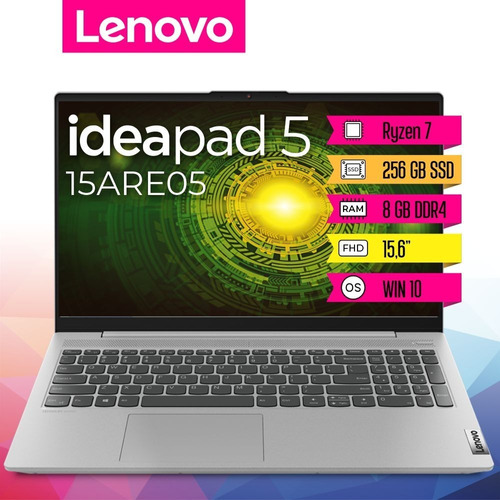 Lenovo
ideapad 5
15ARE05
Ryzen 7
SSD
256 GB SSD
RAM
8 GB DDR4
FHD
15,6”
OS
WIN 10
Lenovo